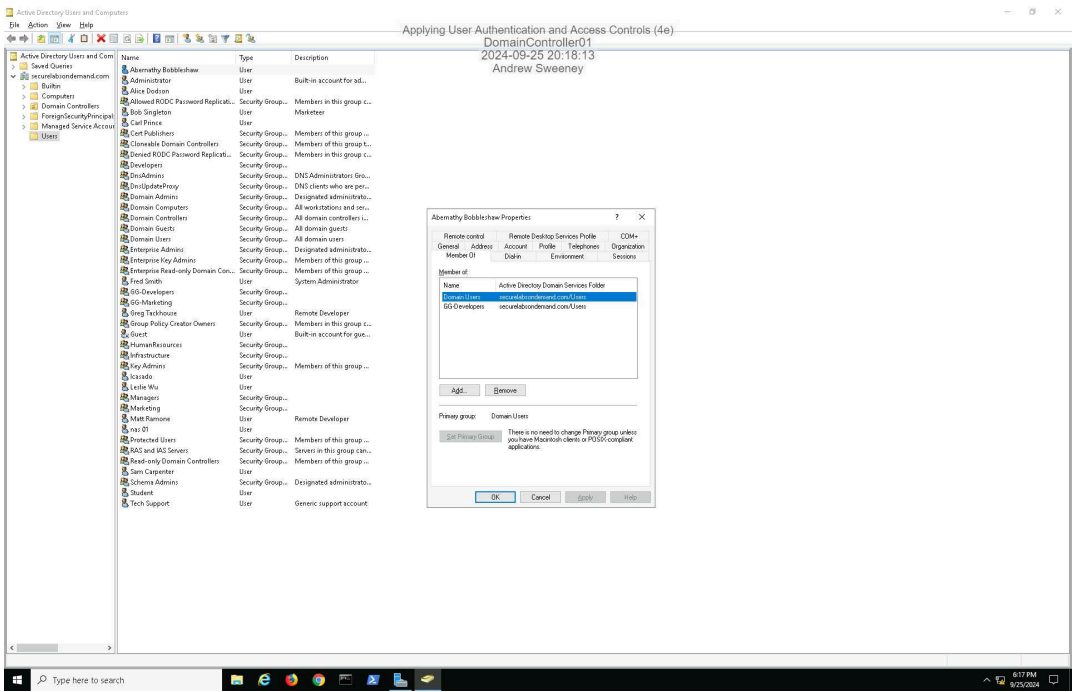 Active Directory Users and Computers
File Action View Help
Applying User Authentication and Access Controls (4e)
DomainController01
2024-09-25 20:18:13
Andrew Sweeney
Active Directory Users and Com
Saved Queries
securelabsondemand.com
Builtin
Computers
Domain Controllers
ForeignSecurityPrincipal
Managed Service Accour
Users
Name Type Description
Abernathy Bobbleshaw User
Administrator User Built-in account for ad...
Alice Dodson User
Allowed RODC Password Replicati... Security Group... Members in this group c...
Bob Singleton User Marketeer
Carl Prince User
Cert Publishers Security Group... Members of this group ...
Cloneable Domain Controllers Security Group... Members of this group t...
Denied RODC Password Replicati... Security Group... Members in this group c...
Developers Security Group...
DnsAdmins Security Group... DNS Administrators Gro...
DnsUpdateProxy Security Group... DNS clients who are per...
Domain Admins Security Group... Designated administrato...
Domain Computers Security Group... All workstations and ser...
Domain Controllers Security Group... All domain controllers i...
Domain Guests Security Group... All domain guests
Domain Users Security Group... All domain users
Enterprise Admins Security Group... Designated administrato...
Enterprise Key Admins Security Group... Members of this group ...
Enterprise Read-only Domain Con... Security Group... Members of this group ...
Fred Smith User System Administrator
GG-Developers Security Group...
GG-Marketing Security Group...
Greg Tackhouse User Remote Developer
Group Policy Creator Owners Security Group... Members in this group c...
Guest User Built-in account for gue...
HumanResources Security Group...
Infrastructure Security Group...
Key Admins Security Group... Members of this group ...
lcasado User
Leslie Wu User
Managers Security Group...
Marketing Security Group...
Matt Ramone User Remote Developer
nas 01 User
Protected Users Security Group... Members of this group ...
RAS and IAS Servers Security Group... Servers in this group can...
Read-only Domain Controllers Security Group... Members of this group ...
Sam Carpenter User
Schema Admins Security Group... Designated administrato...
Student User
Tech Support User Generic support account
Abernathy Bobbleshaw Properties ? X
Remote control Remote Desktop Services Profile COM+
General Address Account Profile Telephones Organization
Member Of Dial-in Environment Sessions
Member of:
Name Active Directory Domain Services Folder
Domain Users securelabsondemand.com/Users
GG-Developers securelabsondemand.com/Users
Add... Remove
Primary group: Domain Users
Set Primary Group
There is no need to change Primary group unless
you have Macintosh clients or POSIX-compliant
applications.
OK Cancel Apply Help
Type here to search
6:17 PM
9/25/2024